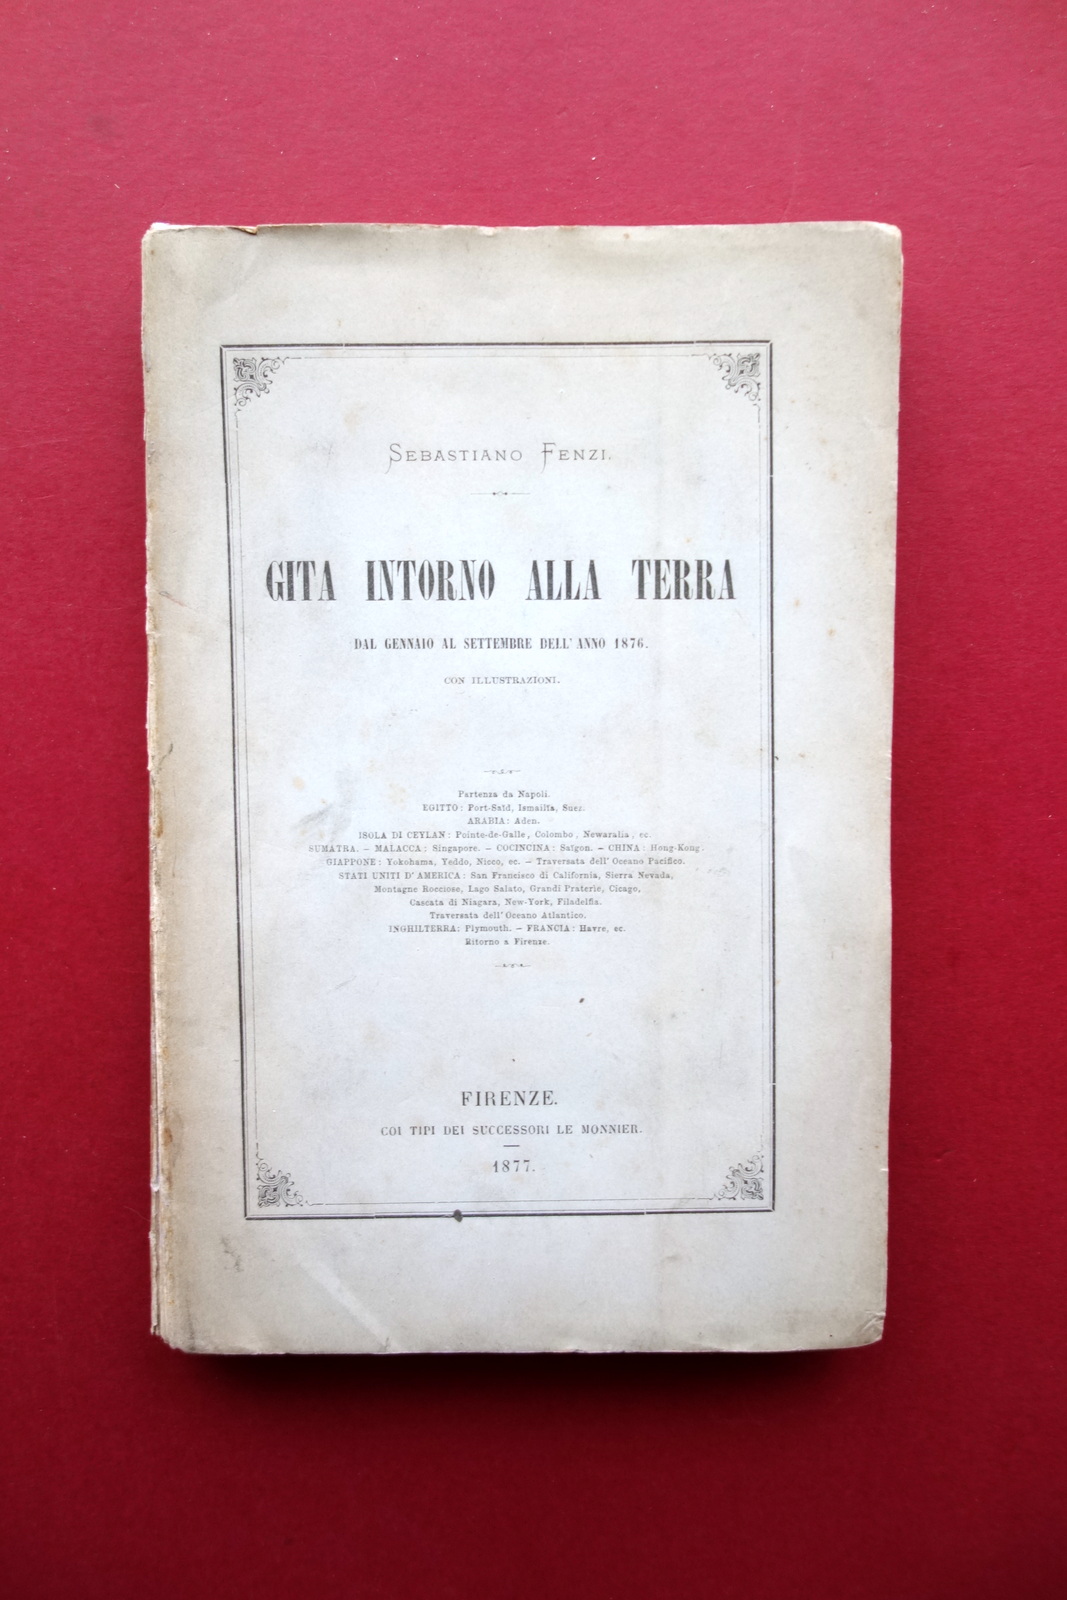 SEBASTIANO FENZI.
GITA INTORNO ALLA TERRA
DAL GENNAIO AL SETTEMBRE DELL' ANNO 1876.
CON ILLUSTRAZIONI.
Partenza da Napoli.
EGITTO: Port-Saïd, Ismailïa, Suez.
ARABIA: Aden.
ISOLA DI CEYLAN: Pointe-de-Galle, Colombo, Newaralia, ec.
SUMATRA. – MALACCA: Singapore. – COCINCINA: Saïgon. – CHINA: Hong-Kong.
GIAPPONE: Yokohama, Yeddo, Nicco, ec. – Traversata dell' Oceano Pacifico.
STATI UNITI D' AMERICA: San Francisco di California, Sierra Nevada,
Montagne Rocciose, Lago Salato, Grandi Praterie, Cicago,
Cascata di Niagara, New-York, Filadelfia.
Traversata dell' Oceano Atlantico.
INGHILTERRA: Plymouth. – FRANCIA: Havre, ec.
Ritorno a Firenze.
FIRENZE.
COI TIPI DEI SUCCESSORI LE MONNIER.
1877.